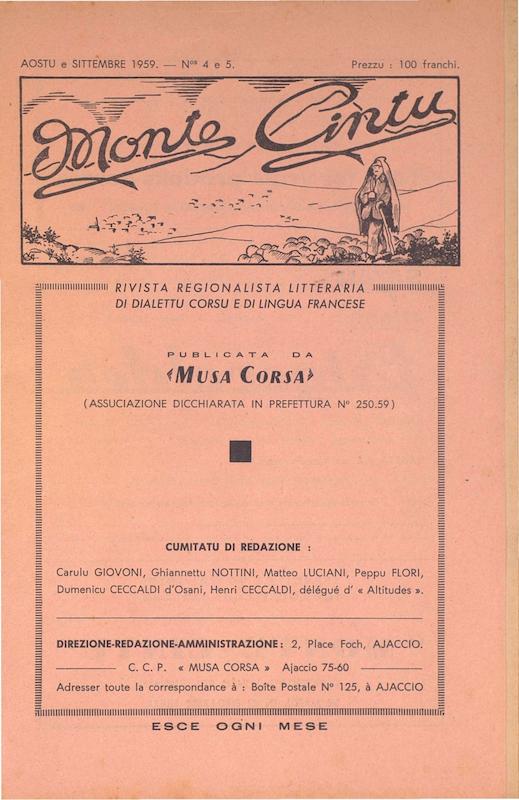 AOSTU e SITTEMBRE 1959. — Nos 4 e 5. Prezzu : 100 franchi.
Monte Cintu
RIVISTA REGIONALISTA LITTERARIA
DI DIALETTU CORSU E DI LINGUA FRANCESE
PUBLICATA DA
« MUSA CORSA »
(ASSUCIAZIONE DICCHIARATA IN PREFETTURA Nº 250.59)
CUMITATU DI REDAZIONE :
Carulu GIOVONI, Ghiannettu NOTTINI, Matteo LUCIANI, Peppu FLORI,
Dumenicu CECCALDI d'Osani, Henri CECCALDI, délégué d' « Altitudes ».
DIREZIONE-REDAZIONE-AMMINISTRAZIONE : 2, Place Foch, AJACCIO.
C. C. P. « MUSA CORSA » Ajaccio 75-60
Adresser toute la correspondance à : Boîte Postale Nº 125, à AJACCIO
ESCE OGNI MESE